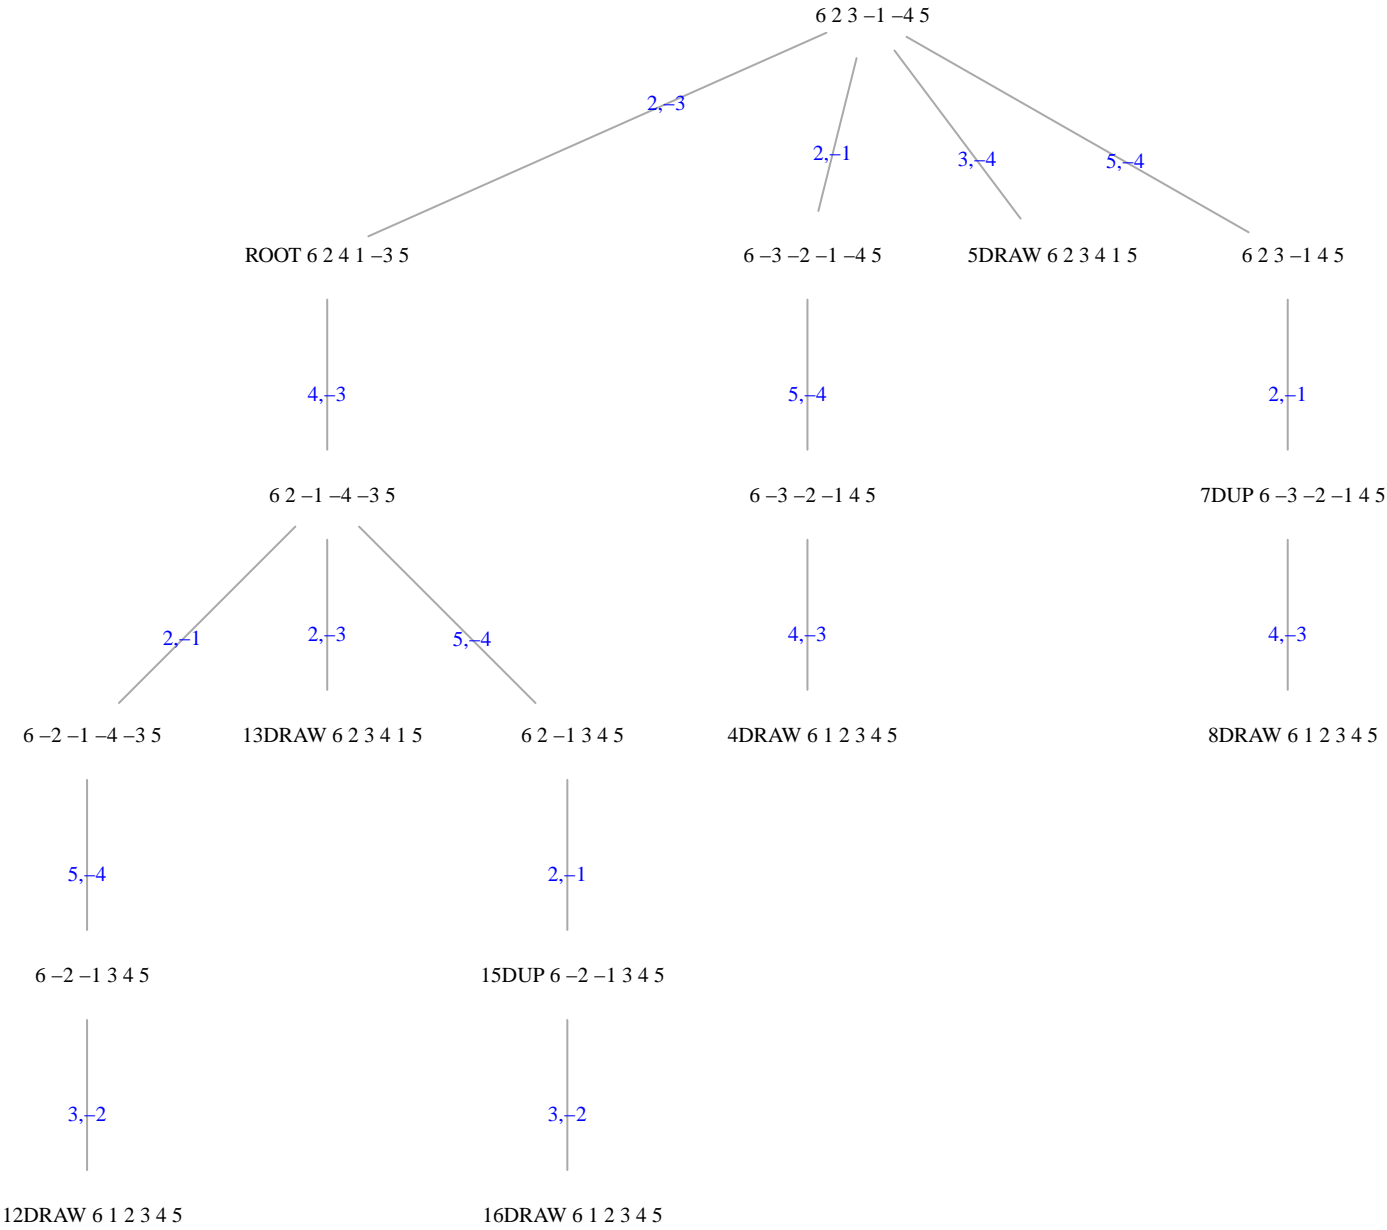 6 2 3 –1 –4 5
2,–3
2,–1
3,–4
5,–4
ROOT 6 2 4 1 –3 5
6 –3 –2 –1 –4 5
5DRAW 6 2 3 4 1 5
6 2 3 –1 4 5
4,–3
5,–4
2,–1
6 2 –1 –4 –3 5
6 –3 –2 –1 4 5
7DUP 6 –3 –2 –1 4 5
2,–1
2,–3
5,–4
4,–3
4,–3
6 –2 –1 –4 –3 5
13DRAW 6 2 3 4 1 5
6 2 –1 3 4 5
4DRAW 6 1 2 3 4 5
8DRAW 6 1 2 3 4 5
5,–4
2,–1
6 –2 –1 3 4 5
15DUP 6 –2 –1 3 4 5
3,–2
3,–2
12DRAW 6 1 2 3 4 5
16DRAW 6 1 2 3 4 5